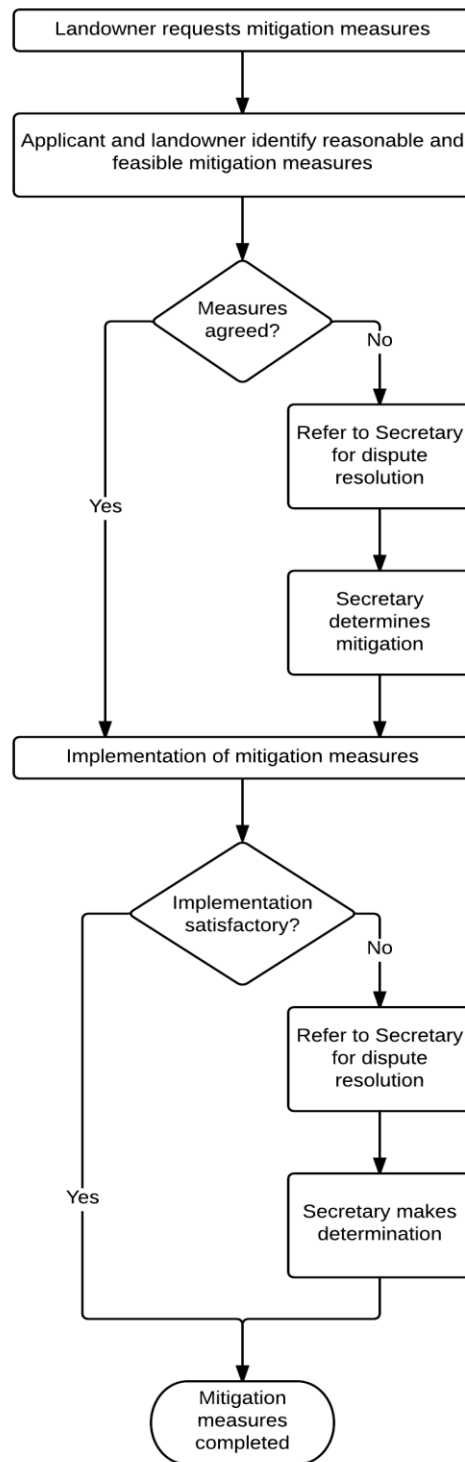 Landowner requests mitigation measures
Applicant and landowner identify reasonable and
feasible mitigation measures
Measures
agreed?
No
Refer to Secretary
for dispute
resolution
Yes
Secretary
determines
mitigation
Implementation of mitigation measures
Implementation
satisfactory?
No
Refer to Secretary
for dispute
resolution
Yes
Secretary makes
determination
Mitigation
measures
completed